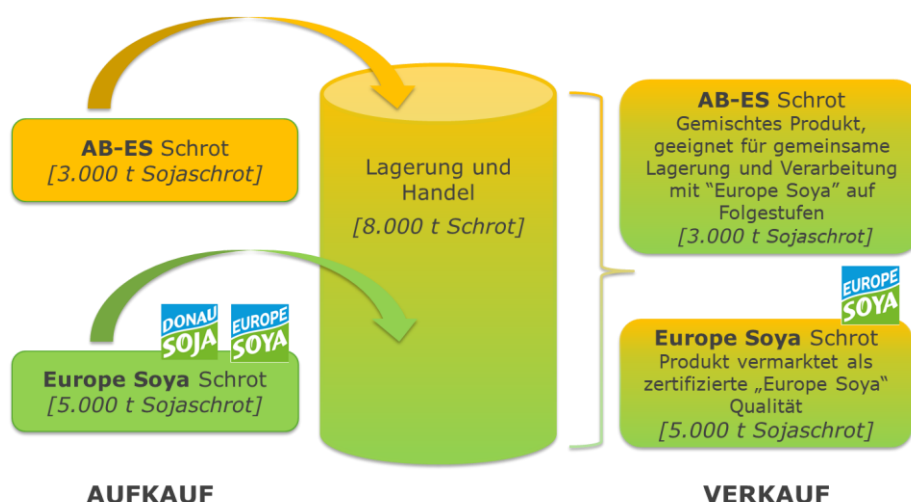 AB-ES Schrot
[3.000 t Sojaschrot]
DONAU
SOJA
EUROPE
SOYA
Europe Soya Schrot
[5.000 t Sojaschrot]
AUFKAUF
Lagerung und
Handel
[8.000 t Schrot]
AB-ES Schrot
Gemischtes Produkt,
geeignet für gemeinsame
Lagerung und Verarbeitung
mit “Europe Soya” auf
Folgestufen
[3.000 t Sojaschrot]
EUROPE
SOYA
Europe Soya Schrot
Produkt vermarktet als
zertifizierte „Europe Soya“
Qualität
[5.000 t Sojaschrot]
VERKAUF